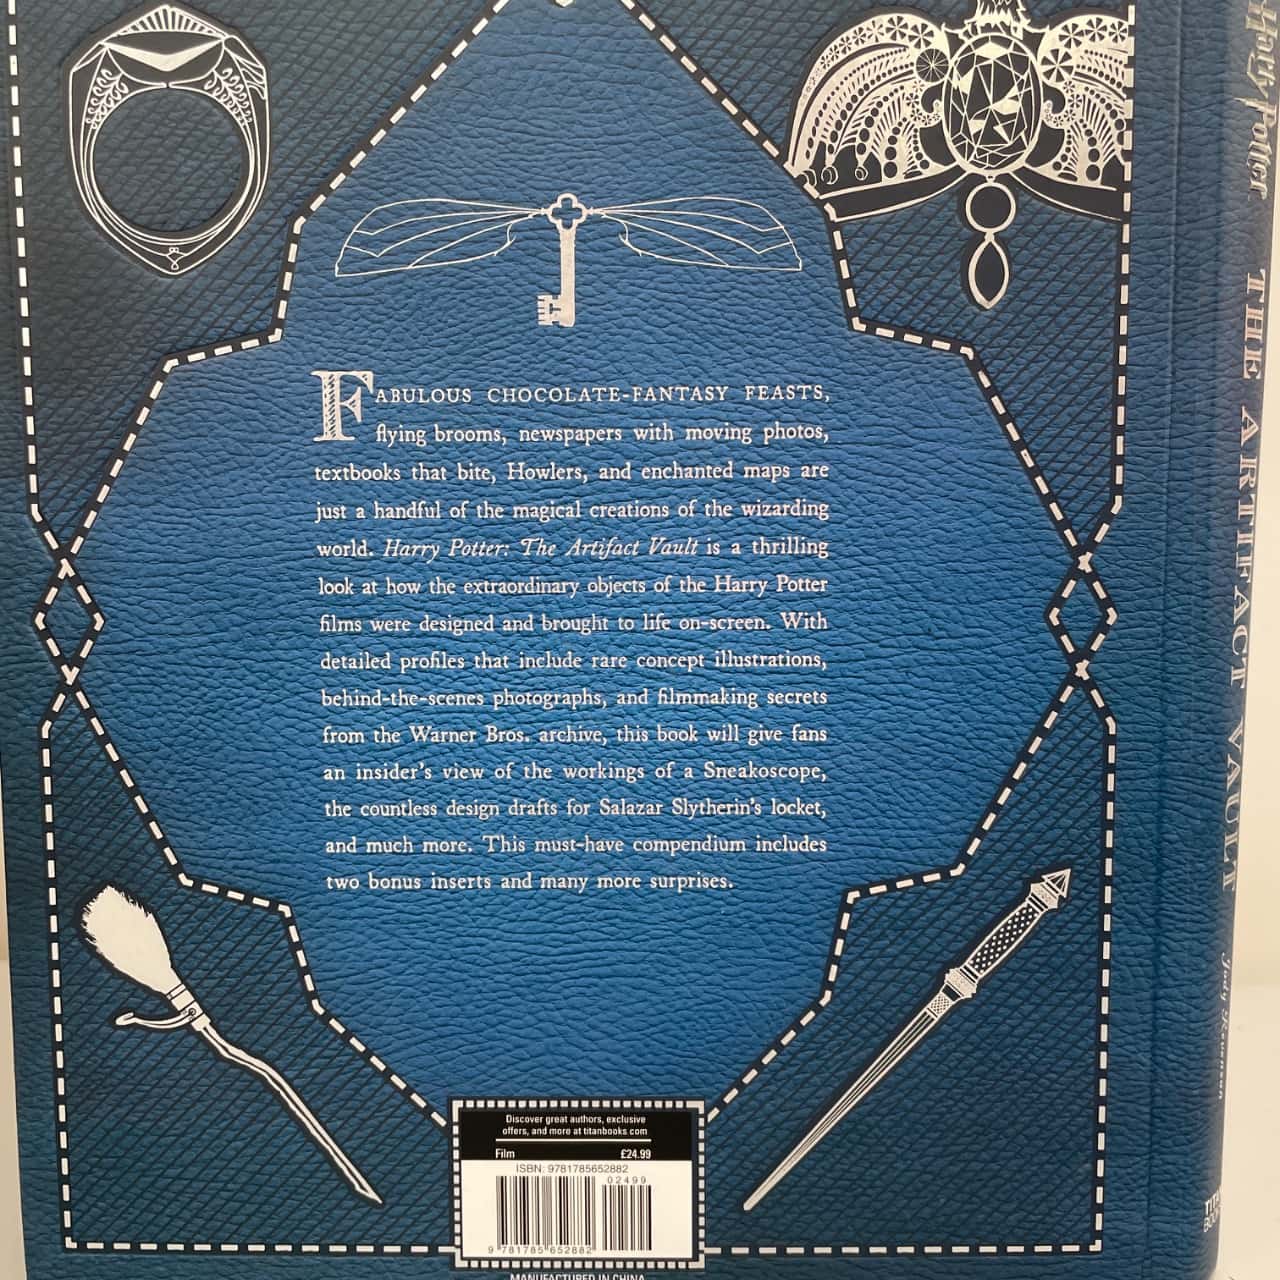 FABULOUS CHOCOLATE-FANTASY FEASTS,
flying brooms, newspapers with moving photos,
textbooks that bite, Howlers, and enchanted maps are
just a handful of the magical creations of the wizarding
world. Harry Potter: The Artifact Vault is a thrilling
look at how the extraordinary objects of the Harry Potter
films were designed and brought to life on-screen. With
detailed profiles that include rare concept illustrations,
behind-the-scenes photographs, and filmmaking secrets
from the Warner Bros. archive, this book will give fans
an insider's view of the workings of a Sneakoscope,
the countless design drafts for Salazar Slytherin's locket,
and much more. This must-have compendium includes
two bonus inserts and many more surprises.
Discover great authors, exclusive
offers, and more at titanbooks.com
Film £24.99
ISBN: 9781785652882
02499
9 781785 652882
MANUFACTURED IN CHINA
Harry Potter THE ARTIFACT VAULT Jody Revenson